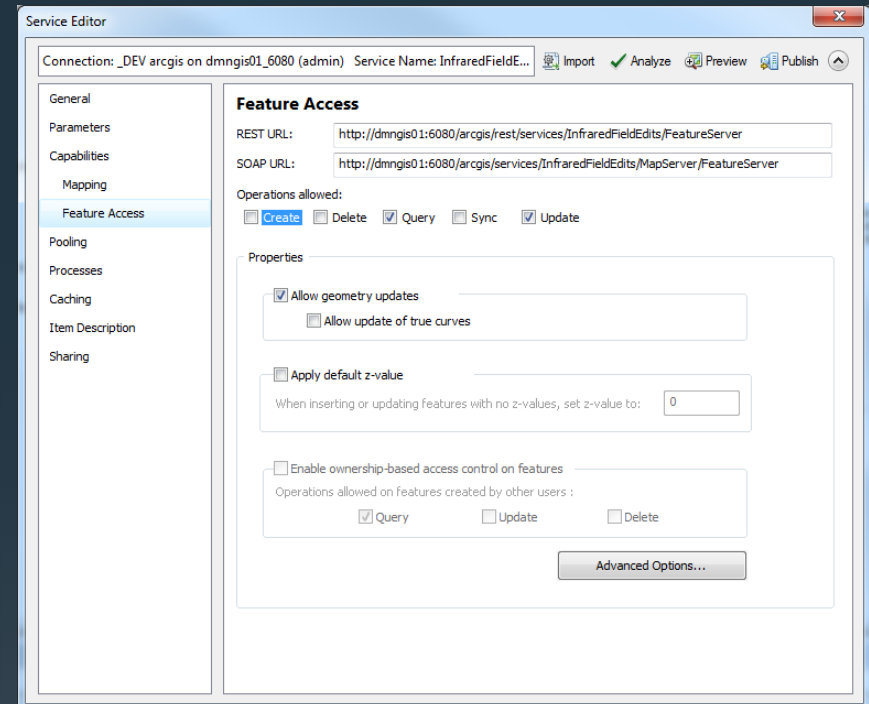 Service Editor
Connection: _DEV arcgis on dmngis01_6080 (admin) Service Name: InfraredFieldE... Import Analyze Preview Publish
General
Parameters
Capabilities
Mapping
Feature Access
Pooling
Processes
Caching
Item Description
Sharing
Feature Access
REST URL: http://dmngis01:6080/arcgis/rest/services/InfraredFieldEdits/FeatureServer
SOAP URL: http://dmngis01:6080/arcgis/services/InfraredFieldEdits/MapServer/FeatureServer
Operations allowed:
Create Delete Query Sync Update
Properties
Allow geometry updates
Allow update of true curves
Apply default z-value
When inserting or updating features with no z-values, set z-value to: 0
Enable ownership-based access control on features
Operations allowed on features created by other users :
Query Update Delete
Advanced Options...